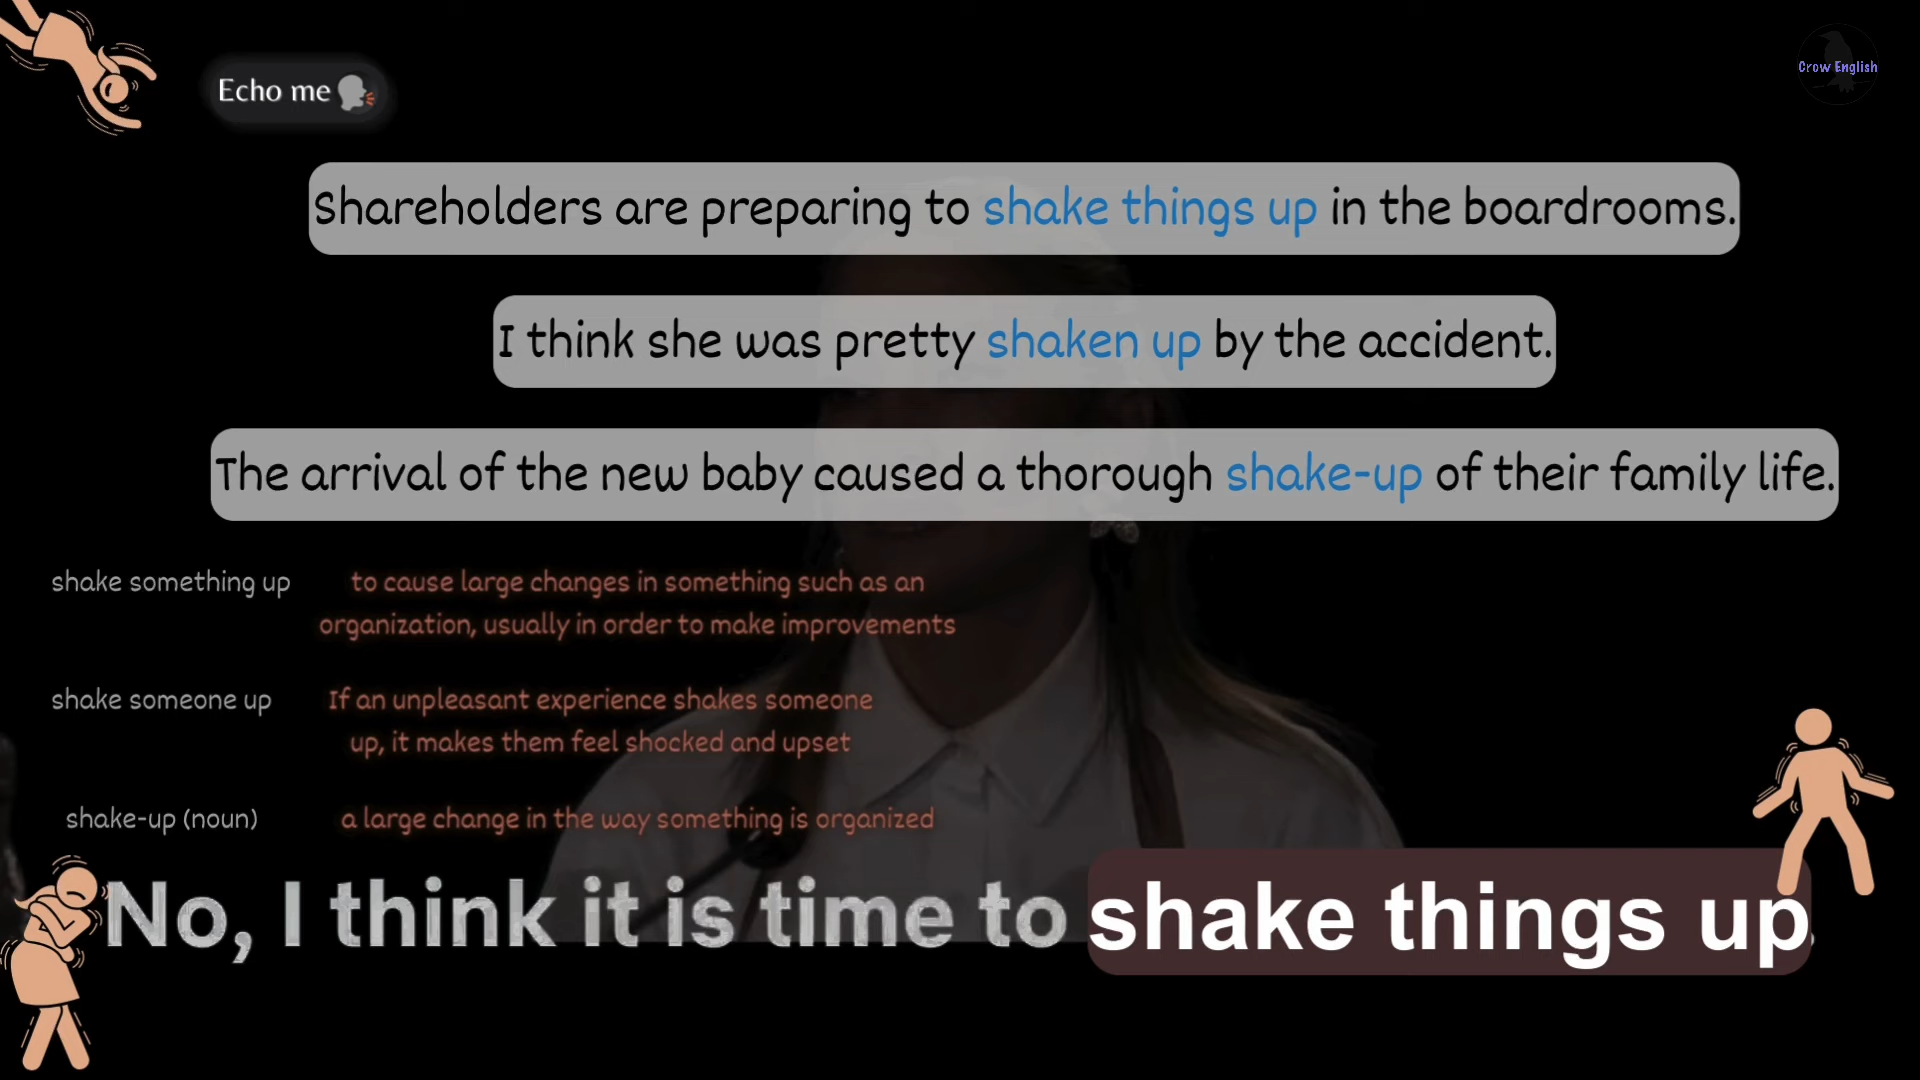 Echo me
Crow English
Shareholders are preparing to shake things up in the boardrooms.
I think she was pretty shaken up by the accident.
The arrival of the new baby caused a thorough shake-up of their family life.
shake something up
to cause large changes in something such as an
organization, usually in order to make improvements
shake someone up
If an unpleasant experience shakes someone
up, it makes them feel shocked and upset
shake-up (noun)
a large change in the way something is organized
No, I think it is time to shake things up.